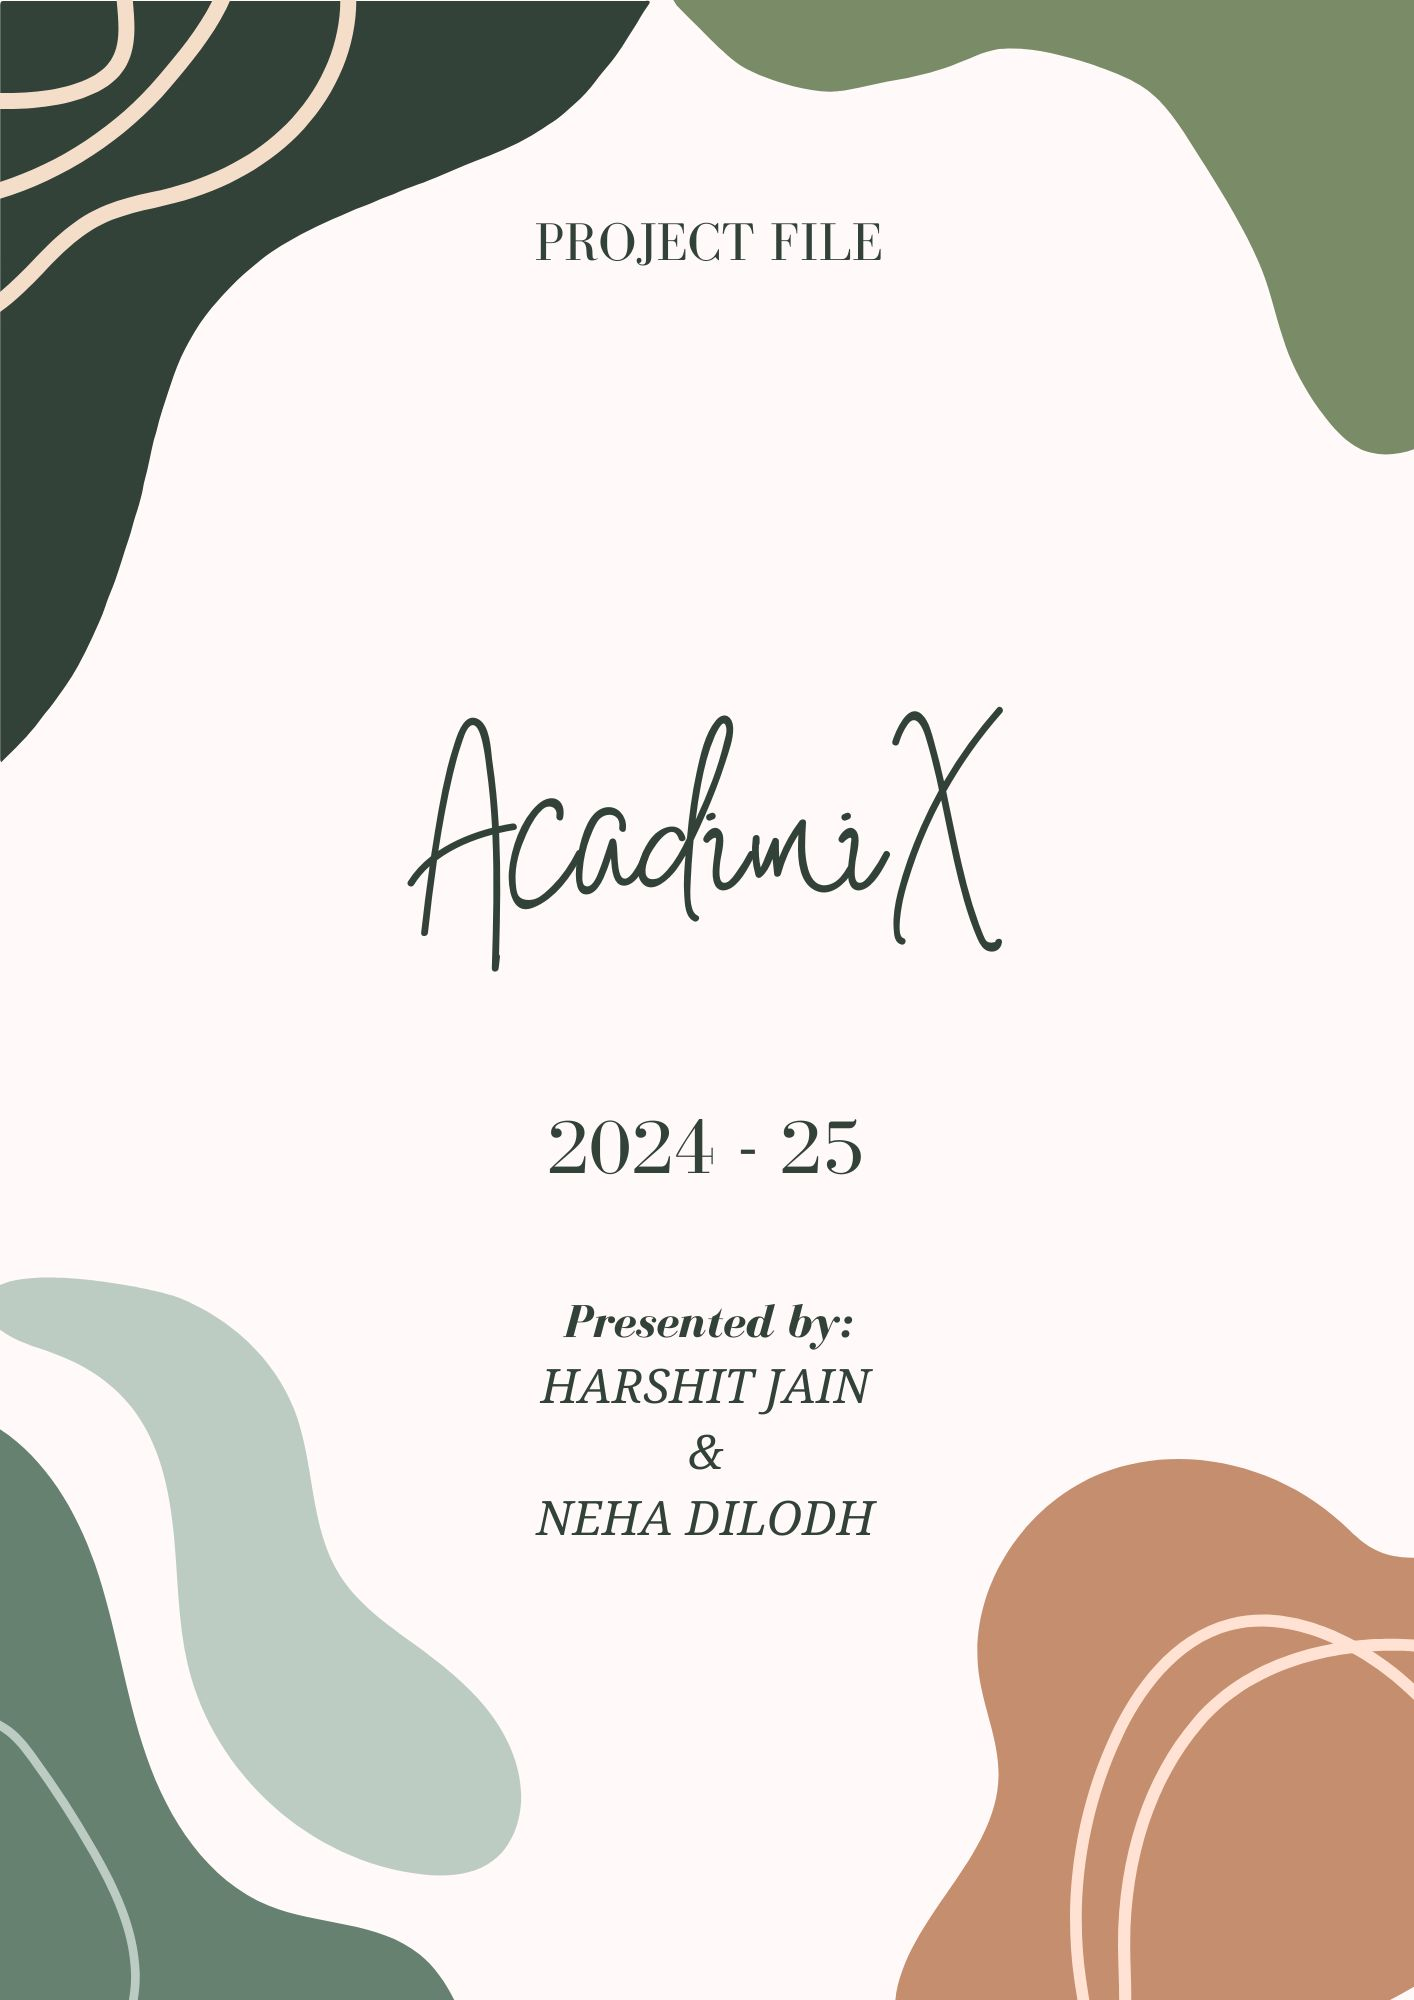 PROJECT FILE
AcadimiX
2024 - 25
Presented by:
HARSHIT JAIN
&
NEHA DILODH